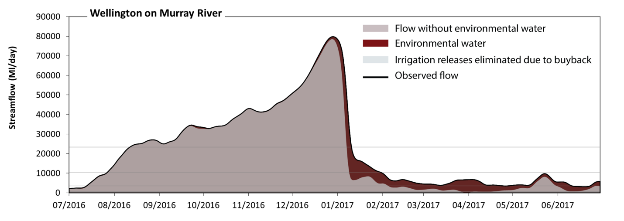 Wellington on Murray River
Streamflow (Ml/day)
90000
80000
70000
60000
50000
40000
30000
20000
10000
0
Flow without environmental water
Environmental water
Irrigation releases eliminated due to buyback
Observed flow
07/2016 08/2016 09/2016 10/2016 11/2016 12/2016 01/2017 02/2017 03/2017 04/2017 05/2017 06/2017